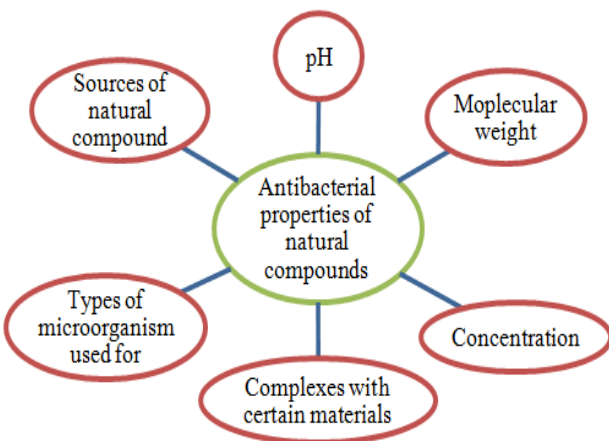 pH
Sources of
natural
compound
Moplecular
weight
Antibacterial
properties of
natural
compounds
Types of
microorganism
used for
Concentration
Complexes with
certain materials